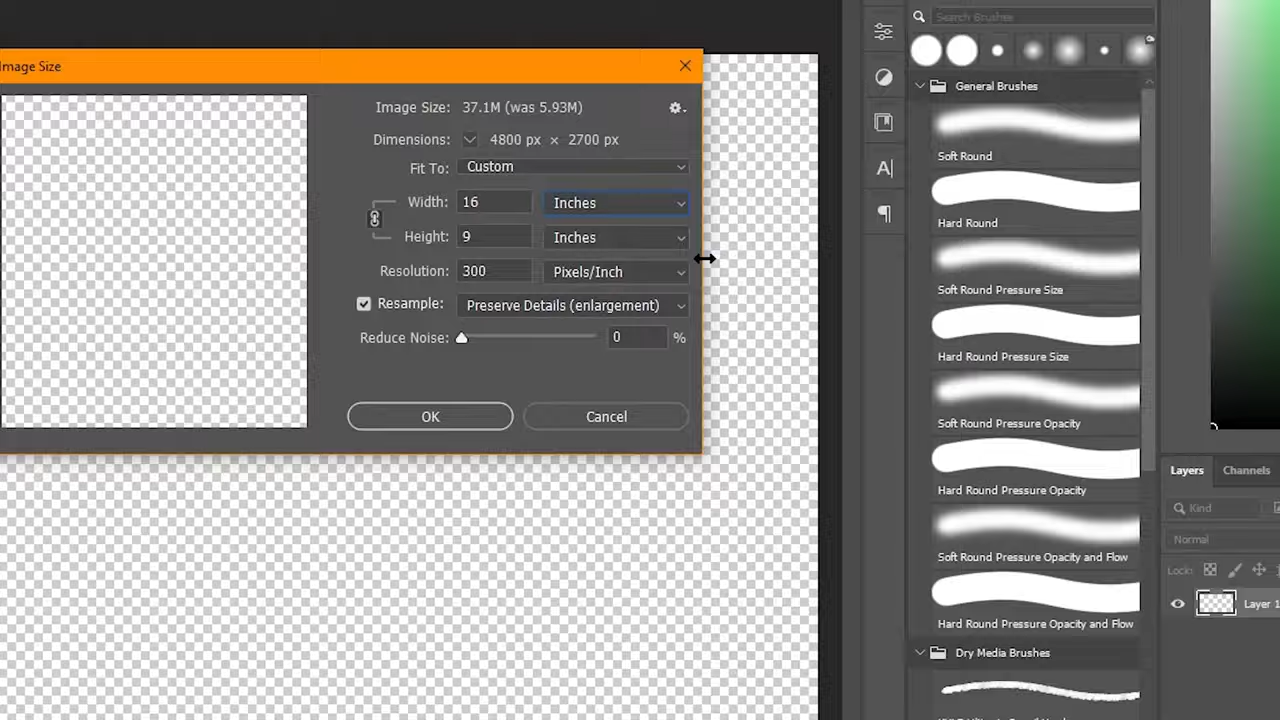 Image Size
Image Size: 37.1M (was 5.93M)
Dimensions: 4800 px × 2700 px
Fit To: Custom
Width: 16 Inches
Height: 9 Inches
Resolution: 300 Pixels/Inch
Resample: Preserve Details (enlargement)
Reduce Noise: 0 %
OK Cancel
A|
Search Brushes
General Brushes
Soft Round
Hard Round
Soft Round Pressure Size
Hard Round Pressure Size
Soft Round Pressure Opacity
Hard Round Pressure Opacity
Soft Round Pressure Opacity and Flow
Hard Round Pressure Opacity and Flow
Dry Media Brushes
Layers Channels
Kind
Normal
Lock:
Layer 1